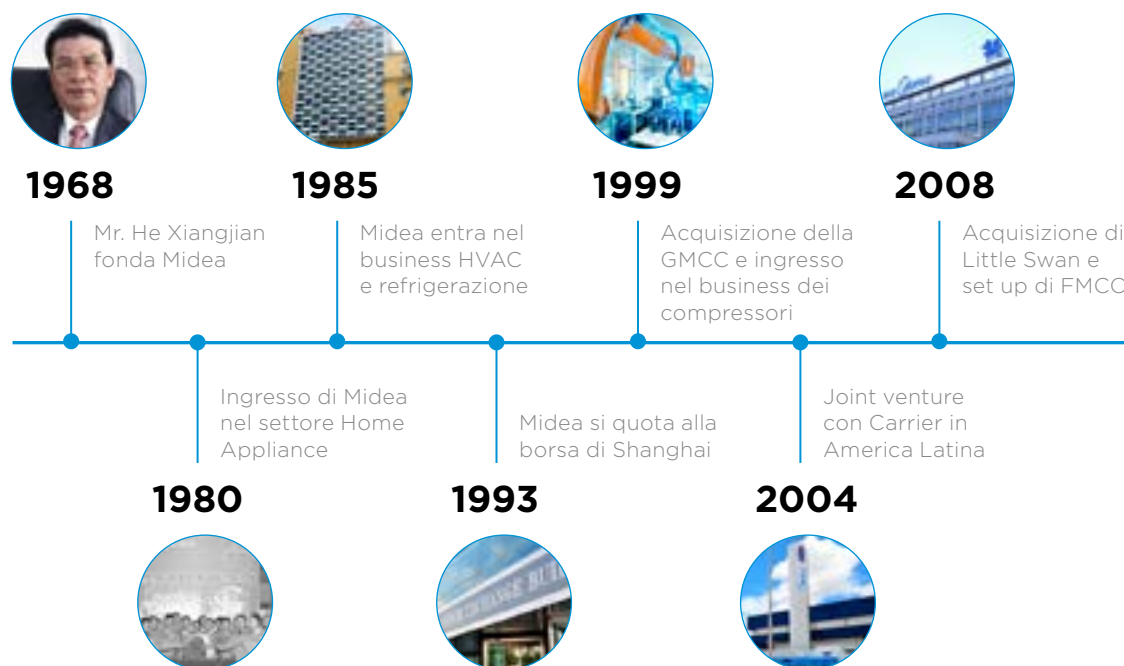 1968
Mr. He Xiangjian
fonda Midea
1980
Ingresso di Midea
nel settore Home
Appliance
1985
Midea entra nel
business HVAC
e refrigerazione
1993
Midea si quota alla
borsa di Shanghai
1999
Acquisizione della
GMCC e ingresso
nel business dei
compressori
2004
Joint venture
con Carrier in
America Latina
2008
Acquisizione di
Little Swan e
set up di FMCC